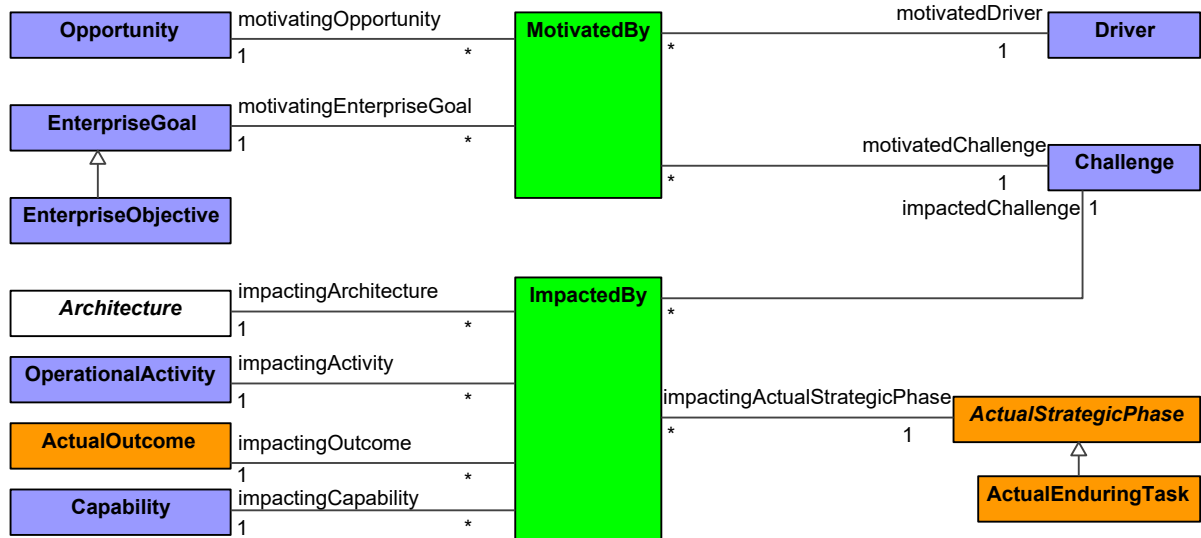 Opportunity
motivatingOpportunity
1
*
MotivatedBy
motivatedDriver
*
1
Driver
EnterpriseGoal
motivatingEnterpriseGoal
1
*
motivatedChallenge
*
1
Challenge
EnterpriseObjective
impactedChallenge
1
Architecture
impactingArchitecture
1
*
ImpactedBy
*
OperationalActivity
impactingActivity
1
*
impactingActualStrategicPhase
*
1
ActualStrategicPhase
ActualOutcome
impactingOutcome
1
*
ActualEnduringTask
Capability
impactingCapability
1
*